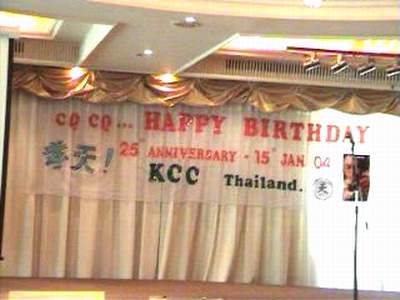 CQ CQ... HAPPY BIRTHDAY
25 ANNIVERSARY - 15 JAN 04
KCC Thailand.